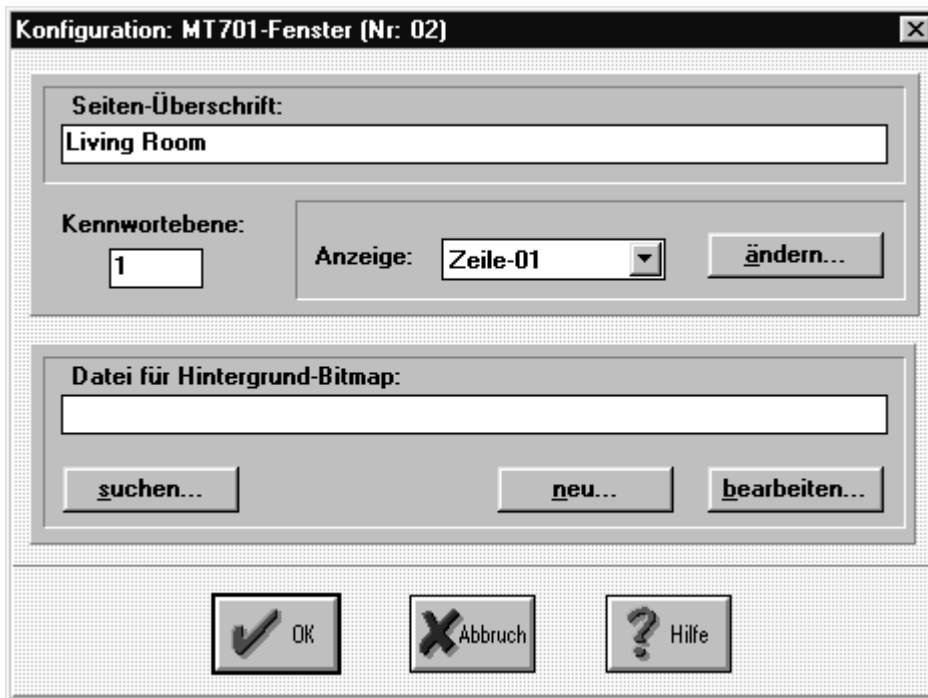 Konfiguration: MT701-Fenster (Nr: 02)
Seiten-Überschrift:
Living Room
Kennwortebene:
1
Anzeige:
Zeile-01
ändern...
Datei für Hintergrund-Bitmap:
suchen...
neu...
bearbeiten...
OK
Abbruch
Hilfe